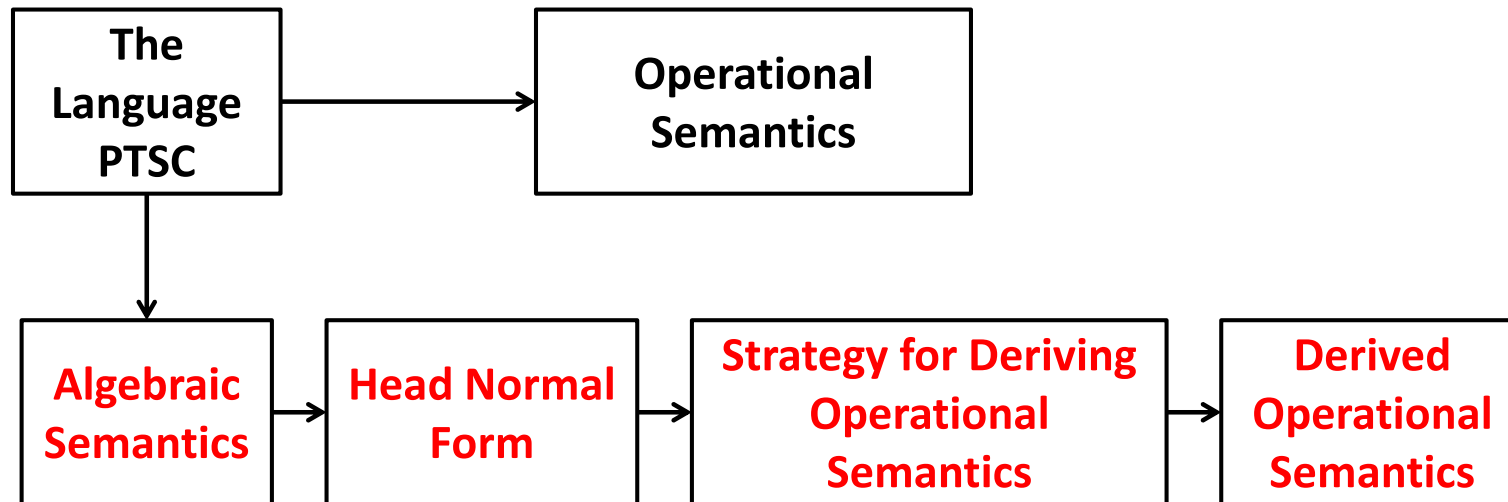 The
Language
PTSC
Operational
Semantics
Algebraic
Semantics
Head Normal
Form
Strategy for Deriving
Operational
Semantics
Derived
Operational
Semantics